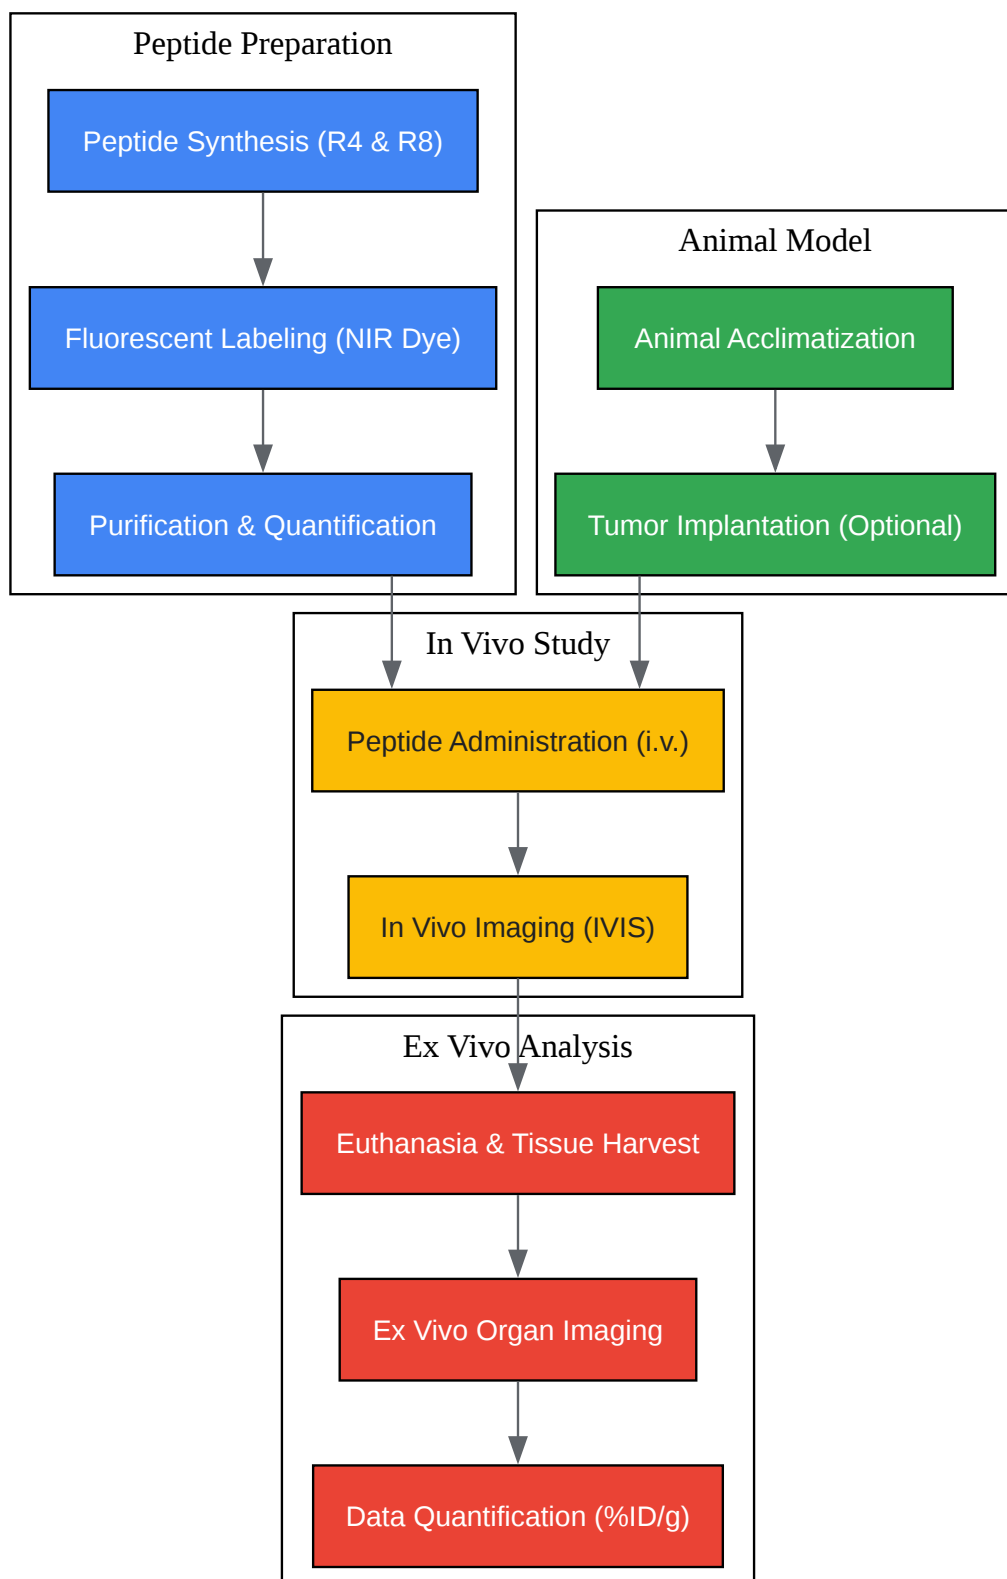 Peptide Preparation
Peptide Synthesis (R4 & R8)
Fluorescent Labeling (NIR Dye)
Purification & Quantification
Animal Model
Animal Acclimatization
Tumor Implantation (Optional)
In Vivo Study
Peptide Administration (i.v.)
In Vivo Imaging (IVIS)
Ex Vivo Analysis
Euthanasia & Tissue Harvest
Ex Vivo Organ Imaging
Data Quantification (%ID/g)